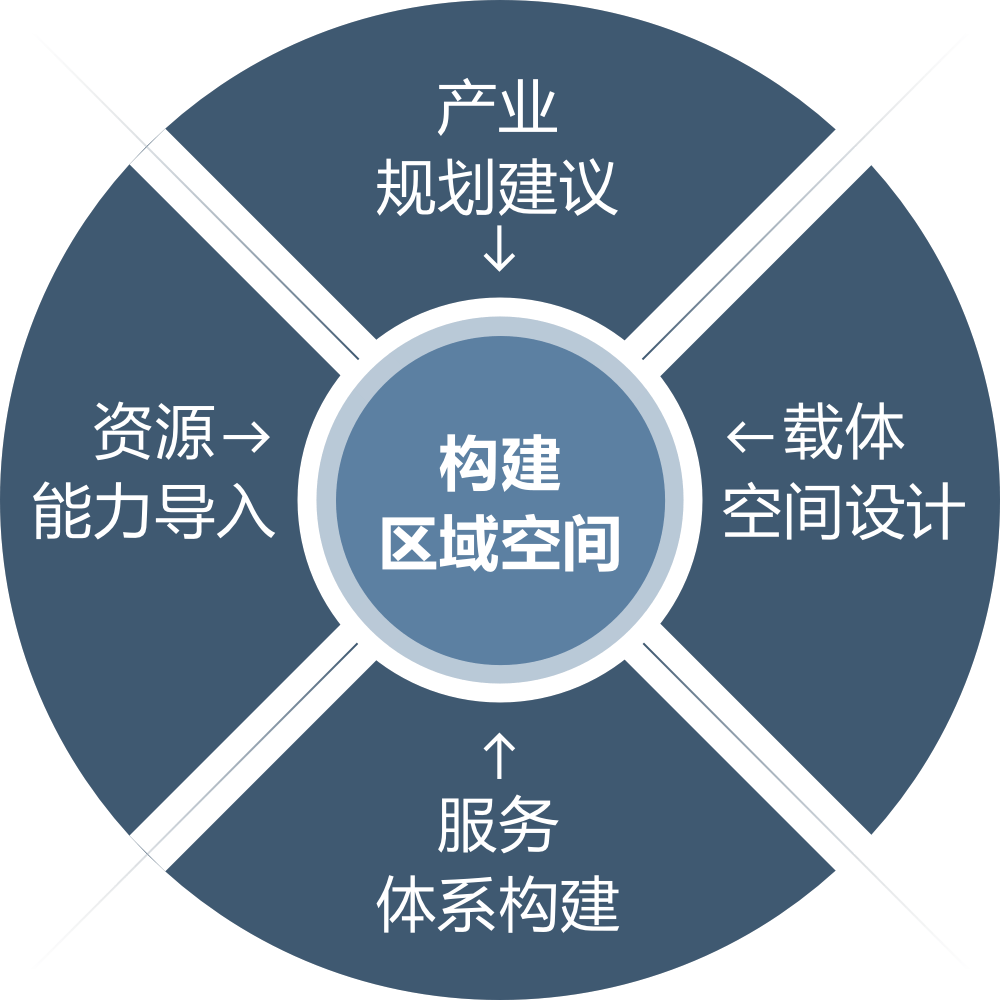 产业
规划建议
↓
资源→
能力导入
构建
区域空间
←载体
空间设计
↑
服务
体系构建